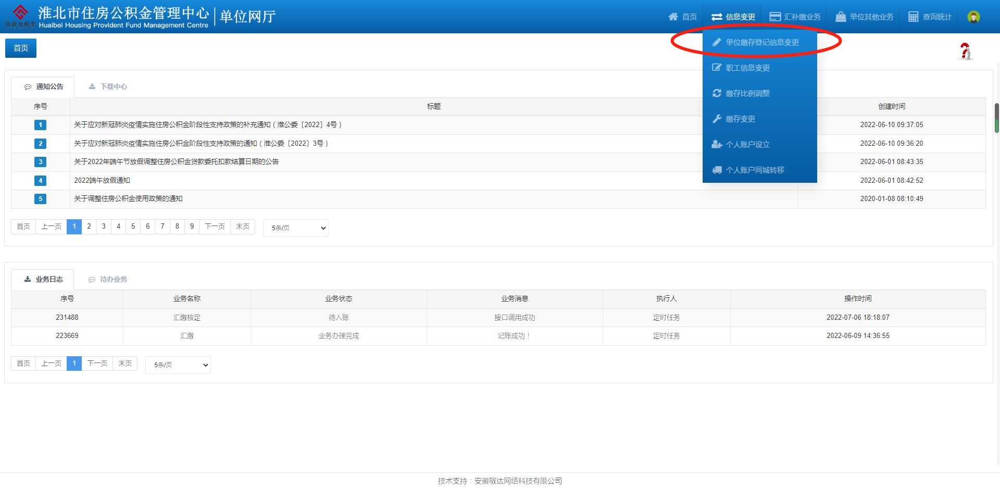 住房公积金
淮北市住房公积金管理中心
Huaibei Housing Provident Fund Management Centre
单位网厅
首页
信息变更
汇补缴业务
单位其他业务
查询统计
单位缴存登记信息变更
职工信息变更
缴存比例调整
缴存变更
个人账户设立
个人账户同城转移
首页
通知公告 下载中心
序号 标题 创建时间
1 关于应对新冠肺炎疫情实施住房公积金阶段性支持政策的补充通知（淮公委〔2022〕4号） 2022-06-10 09:37:05
2 关于应对新冠肺炎疫情实施住房公积金阶段性支持政策的通知（淮公委〔2022〕3号） 2022-06-10 09:36:20
3 关于2022年端午节放假调整住房公积金贷款委托扣款结算日期的公告 2022-06-01 08:43:35
4 2022端午放假通知 2022-06-01 08:42:52
5 关于调整住房公积金使用政策的通知 2020-01-08 08:10:49
首页 上一页 1 2 3 4 5 6 7 8 9 下一页 末页 5条/页
业务日志 待办业务
序号 业务名称 业务状态 业务消息 执行人 操作时间
231488 汇缴核定 待入账 接口调用成功 定时任务 2022-07-06 18:18:07
223669 汇缴 业务办理完成 记账成功！ 定时任务 2022-06-09 14:36:55
首页 上一页 1 下一页 末页 5条/页
技术支持：安徽敏达网络科技有限公司